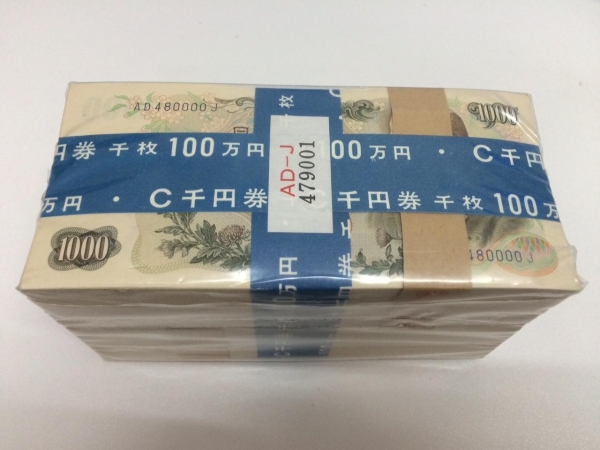 AD480000J
1000
千枚
円券 千枚 100万円
100万円 ・ C千円
万円 ・ C千円券
C千円券 千枚 100万
AD-J
479001
1000
480000J